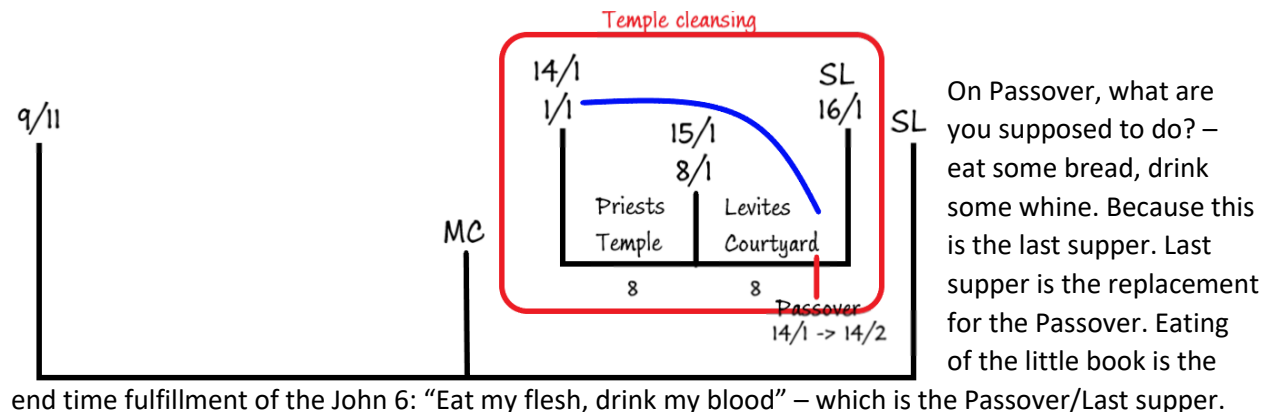 Temple cleansing
14/1
1/1
SL
16/1
9/11
15/1
8/1
SL
MC
Priests
Temple
Levites
Courtyard
8
8
Passover
14/1 -> 14/2
On Passover, what are
you supposed to do? –
eat some bread, drink
some whine. Because this
is the last supper. Last
supper is the replacement
for the Passover. Eating
of the little book is the
end time fulfillment of the John 6: “Eat my flesh, drink my blood” – which is the Passover/Last supper.